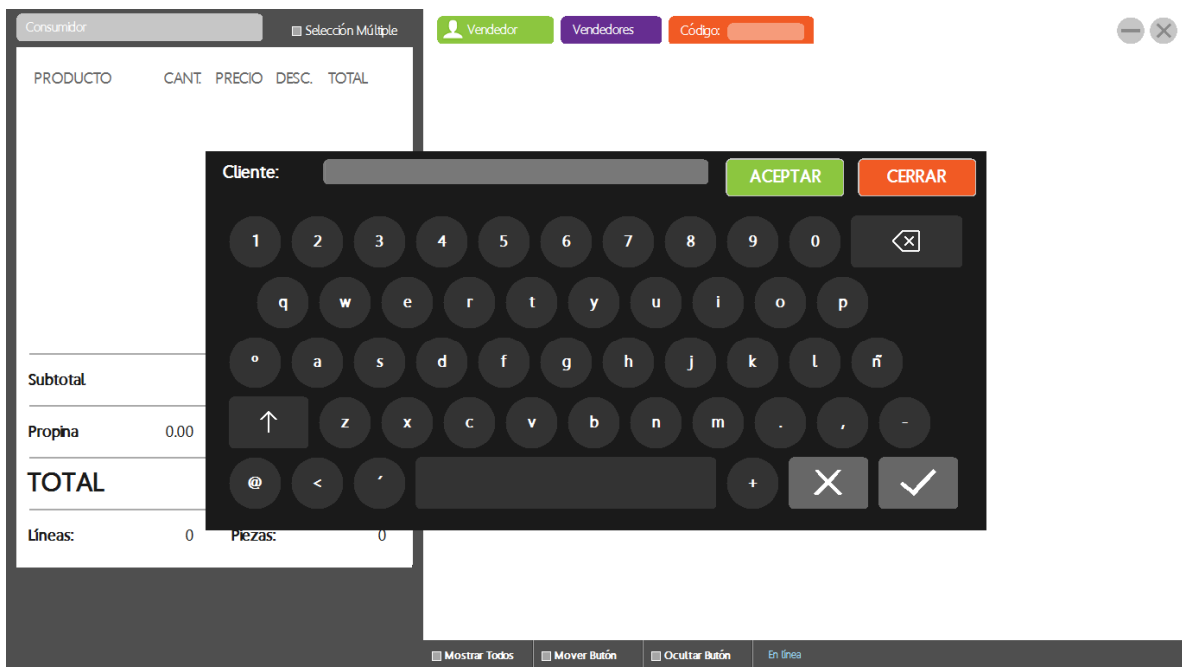 Consumidor
Selección Múltiple
Vendedor
Vendedores
Código:
PRODUCTO CANT. PRECIO DESC. TOTAL
Cliente:
ACEPTAR
CERRAR
1 2 3 4 5 6 7 8 9 0
q w e r t y u i o p
º a s d f g h j k l ñ
z x c v b n m . , -
@ < ´ +
Subtotal
Propina 0.00
TOTAL
Líneas: 0 Piezas: 0
Mostrar Todos
Mover Butón
Ocultar Butón
En línea